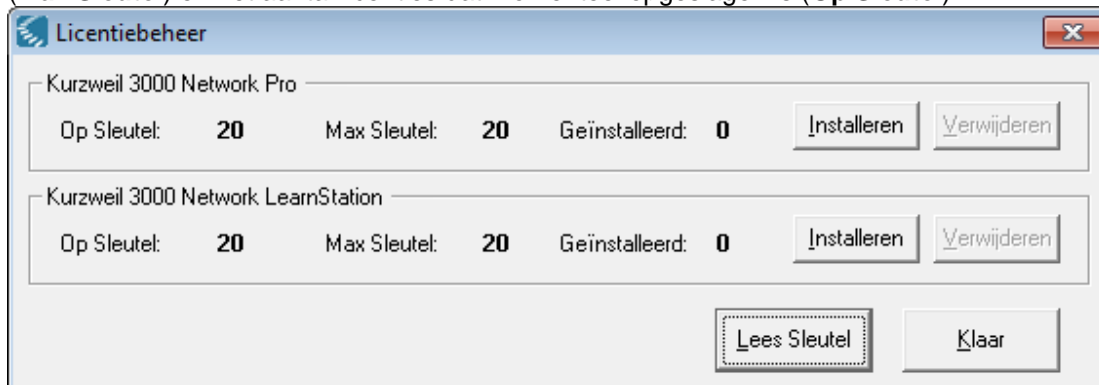 Licentiebeheer
Kurzweil 3000 Network Pro
Op Sleutel: 20 Max Sleutel: 20 Geïnstalleerd: 0 Installeren Verwijderen
Kurzweil 3000 Network LearnStation
Op Sleutel: 20 Max Sleutel: 20 Geïnstalleerd: 0 Installeren Verwijderen
Lees Sleutel Klaar